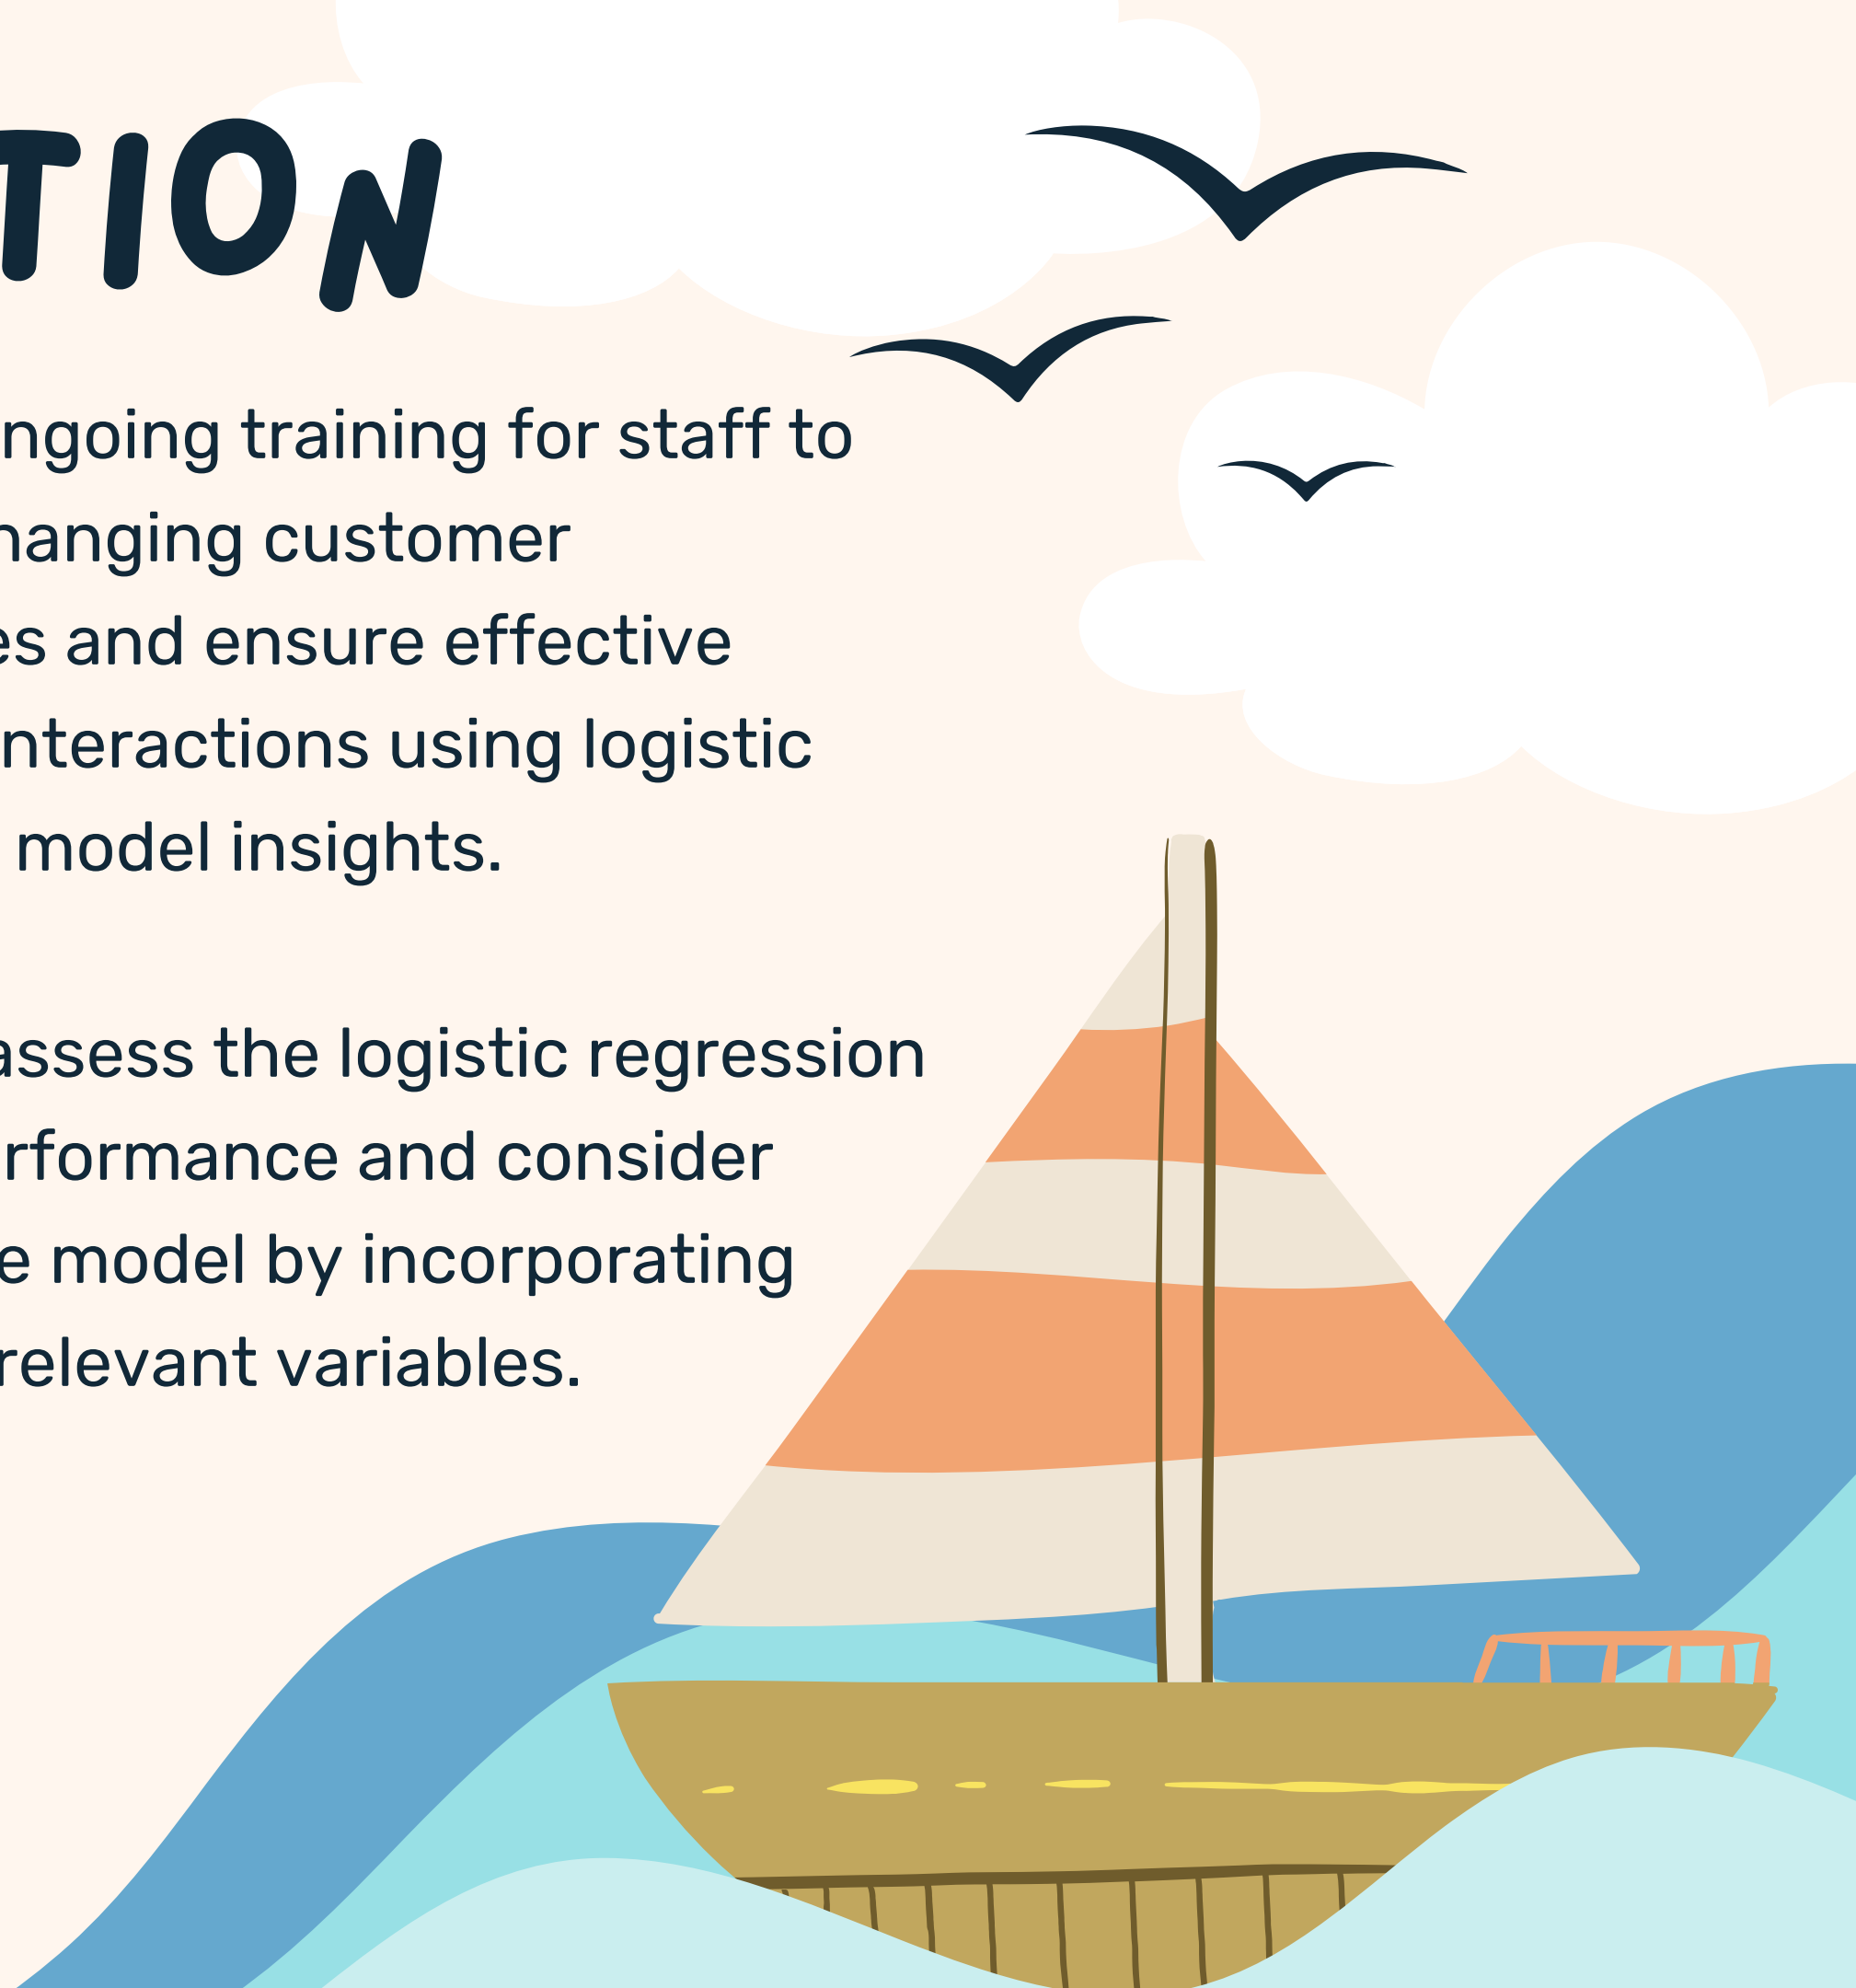 TION
ngoing training for staff to
hanging customer
es and ensure effective
nteractions using logistic
model insights.
assess the logistic regression
rformance and consider
e model by incorporating
relevant variables.